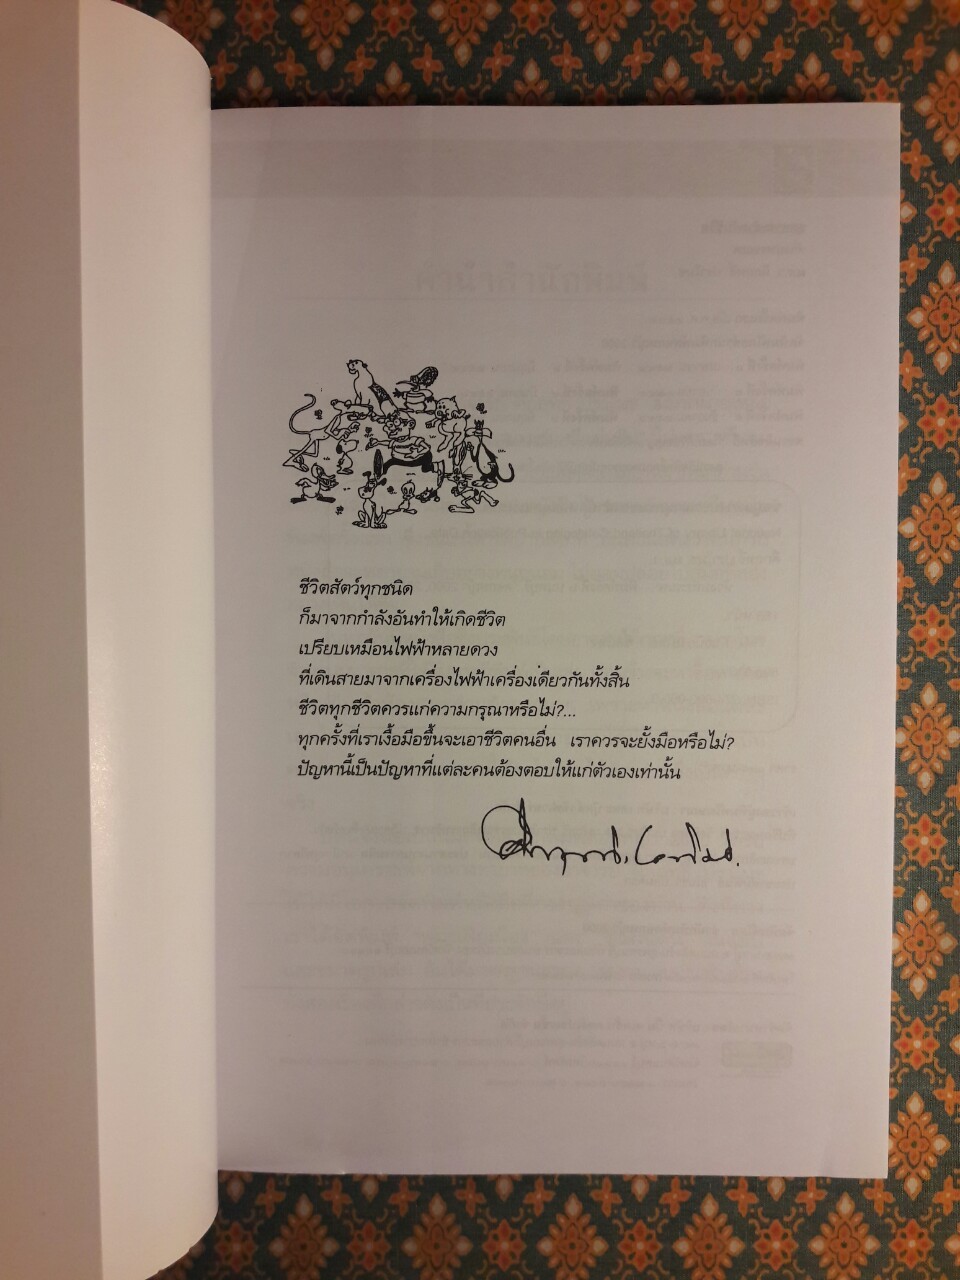 ชีวิตสัตว์ทุกชนิด
ก็มาจากกำลังอันทำให้เกิดชีวิต
เปรียบเหมือนไฟฟ้าหลายดวง
ที่เดินสายมาจากเครื่องไฟฟ้าเครื่องเดียวกันทั้งสิ้น
ชีวิตทุกชีวิตควรแก่ความกรุณาหรือไม่?...
ทุกครั้งที่เราเงื้อมือขึ้นจะเอาชีวิตคนอื่น เราควรจะยั้งมือหรือไม่?
ปัญหานี้เป็นปัญหาที่แต่ละคนต้องตอบให้แก่ตัวเองเท่านั้น